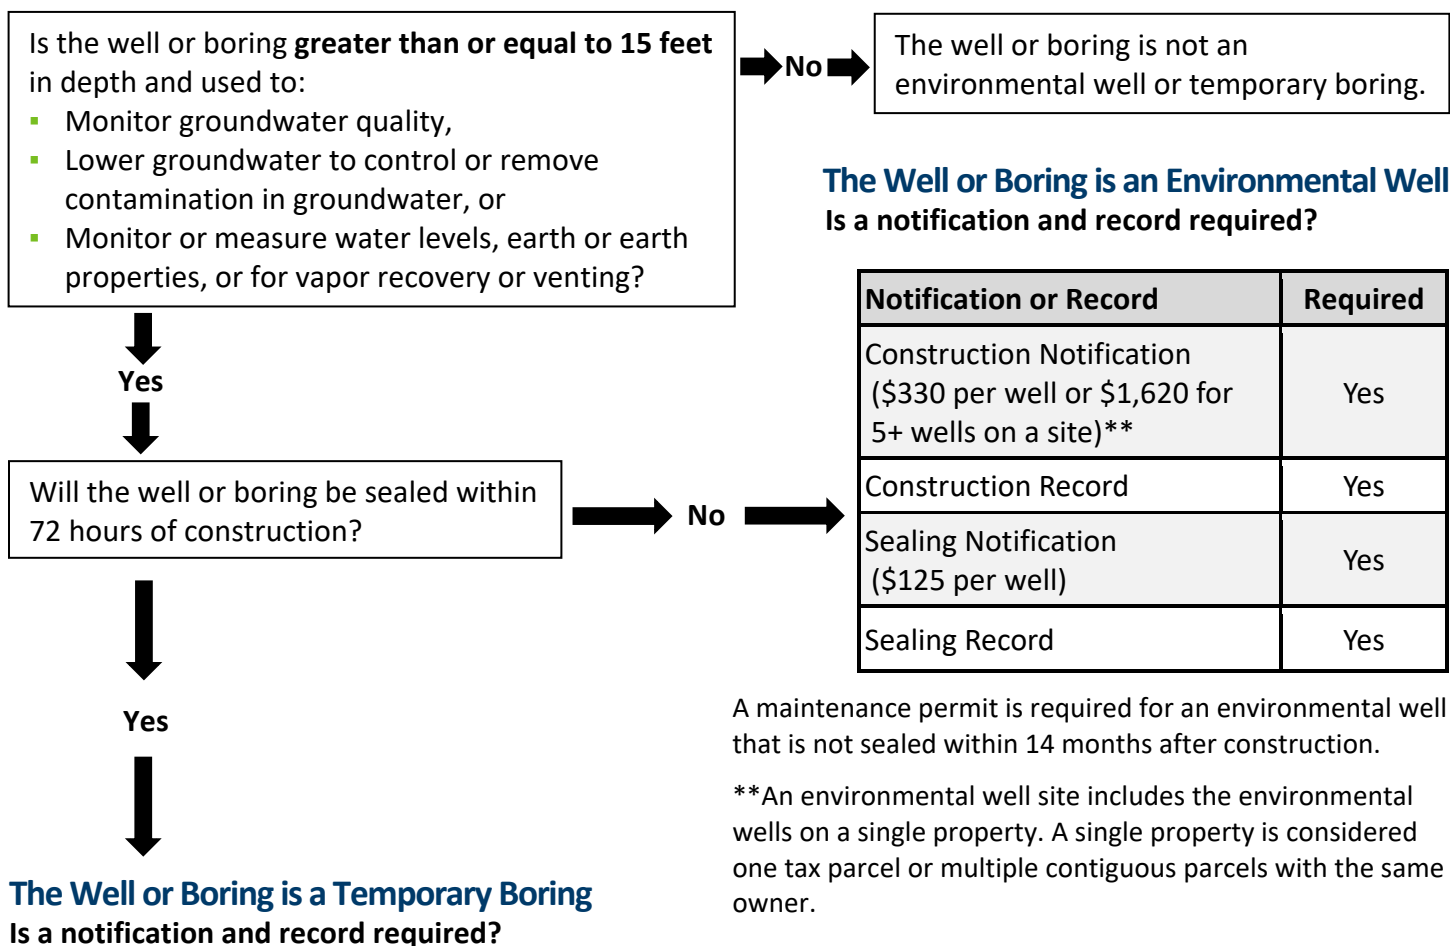 Is the well or boring greater than or equal to 15 feet
in depth and used to:
▪ Monitor groundwater quality,
▪ Lower groundwater to control or remove
contamination in groundwater, or
▪ Monitor or measure water levels, earth or earth
properties, or for vapor recovery or venting?
No
The well or boring is not an
environmental well or temporary boring.
Yes
Will the well or boring be sealed within
72 hours of construction?
No
The Well or Boring is an Environmental Well
Is a notification and record required?
Notification or Record Required
Construction Notification
($330 per well or $1,620 for
5+ wells on a site)**
Yes
Construction Record Yes
Sealing Notification
($125 per well)
Yes
Sealing Record Yes
A maintenance permit is required for an environmental well
that is not sealed within 14 months after construction.
**An environmental well site includes the environmental
wells on a single property. A single property is considered
one tax parcel or multiple contiguous parcels with the same
owner.
Yes
The Well or Boring is a Temporary Boring
Is a notification and record required?